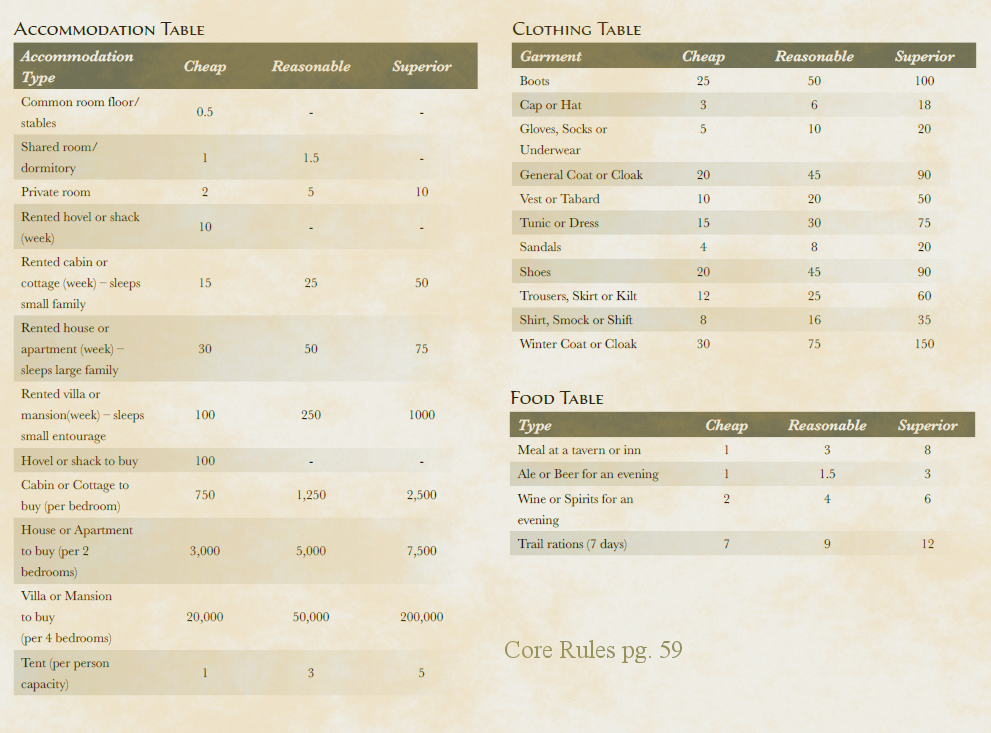 Accommodation Table
Accommodation Type Cheap Reasonable Superior
Common room floor/
stables 0.5 - -
Shared room/
dormitory 1 1.5 -
Private room 2 5 10
Rented hovel or shack
(week) 10 - -
Rented cabin or
cottage (week) – sleeps
small family 15 25 50
Rented house or
apartment (week) –
sleeps large family 30 50 75
Rented villa or
mansion(week) – sleeps
small entourage 100 250 1000
Hovel or shack to buy 100 - -
Cabin or Cottage to
buy (per bedroom) 750 1,250 2,500
House or Apartment
to buy (per 2
bedrooms) 3,000 5,000 7,500
Villa or Mansion
to buy
(per 4 bedrooms) 20,000 50,000 200,000
Tent (per person
capacity) 1 3 5
Clothing Table
Garment Cheap Reasonable Superior
Boots 25 50 100
Cap or Hat 3 6 18
Gloves, Socks or 5 10 20
Underwear
General Coat or Cloak 20 45 90
Vest or Tabard 10 20 50
Tunic or Dress 15 30 75
Sandals 4 8 20
Shoes 20 45 90
Trousers, Skirt or Kilt 12 25 60
Shirt, Smock or Shift 8 16 35
Winter Coat or Cloak 30 75 150
Food Table
Type Cheap Reasonable Superior
Meal at a tavern or inn 1 3 8
Ale or Beer for an evening 1 1.5 3
Wine or Spirits for an 2 4 6
evening
Trail rations (7 days) 7 9 12
Core Rules pg. 59